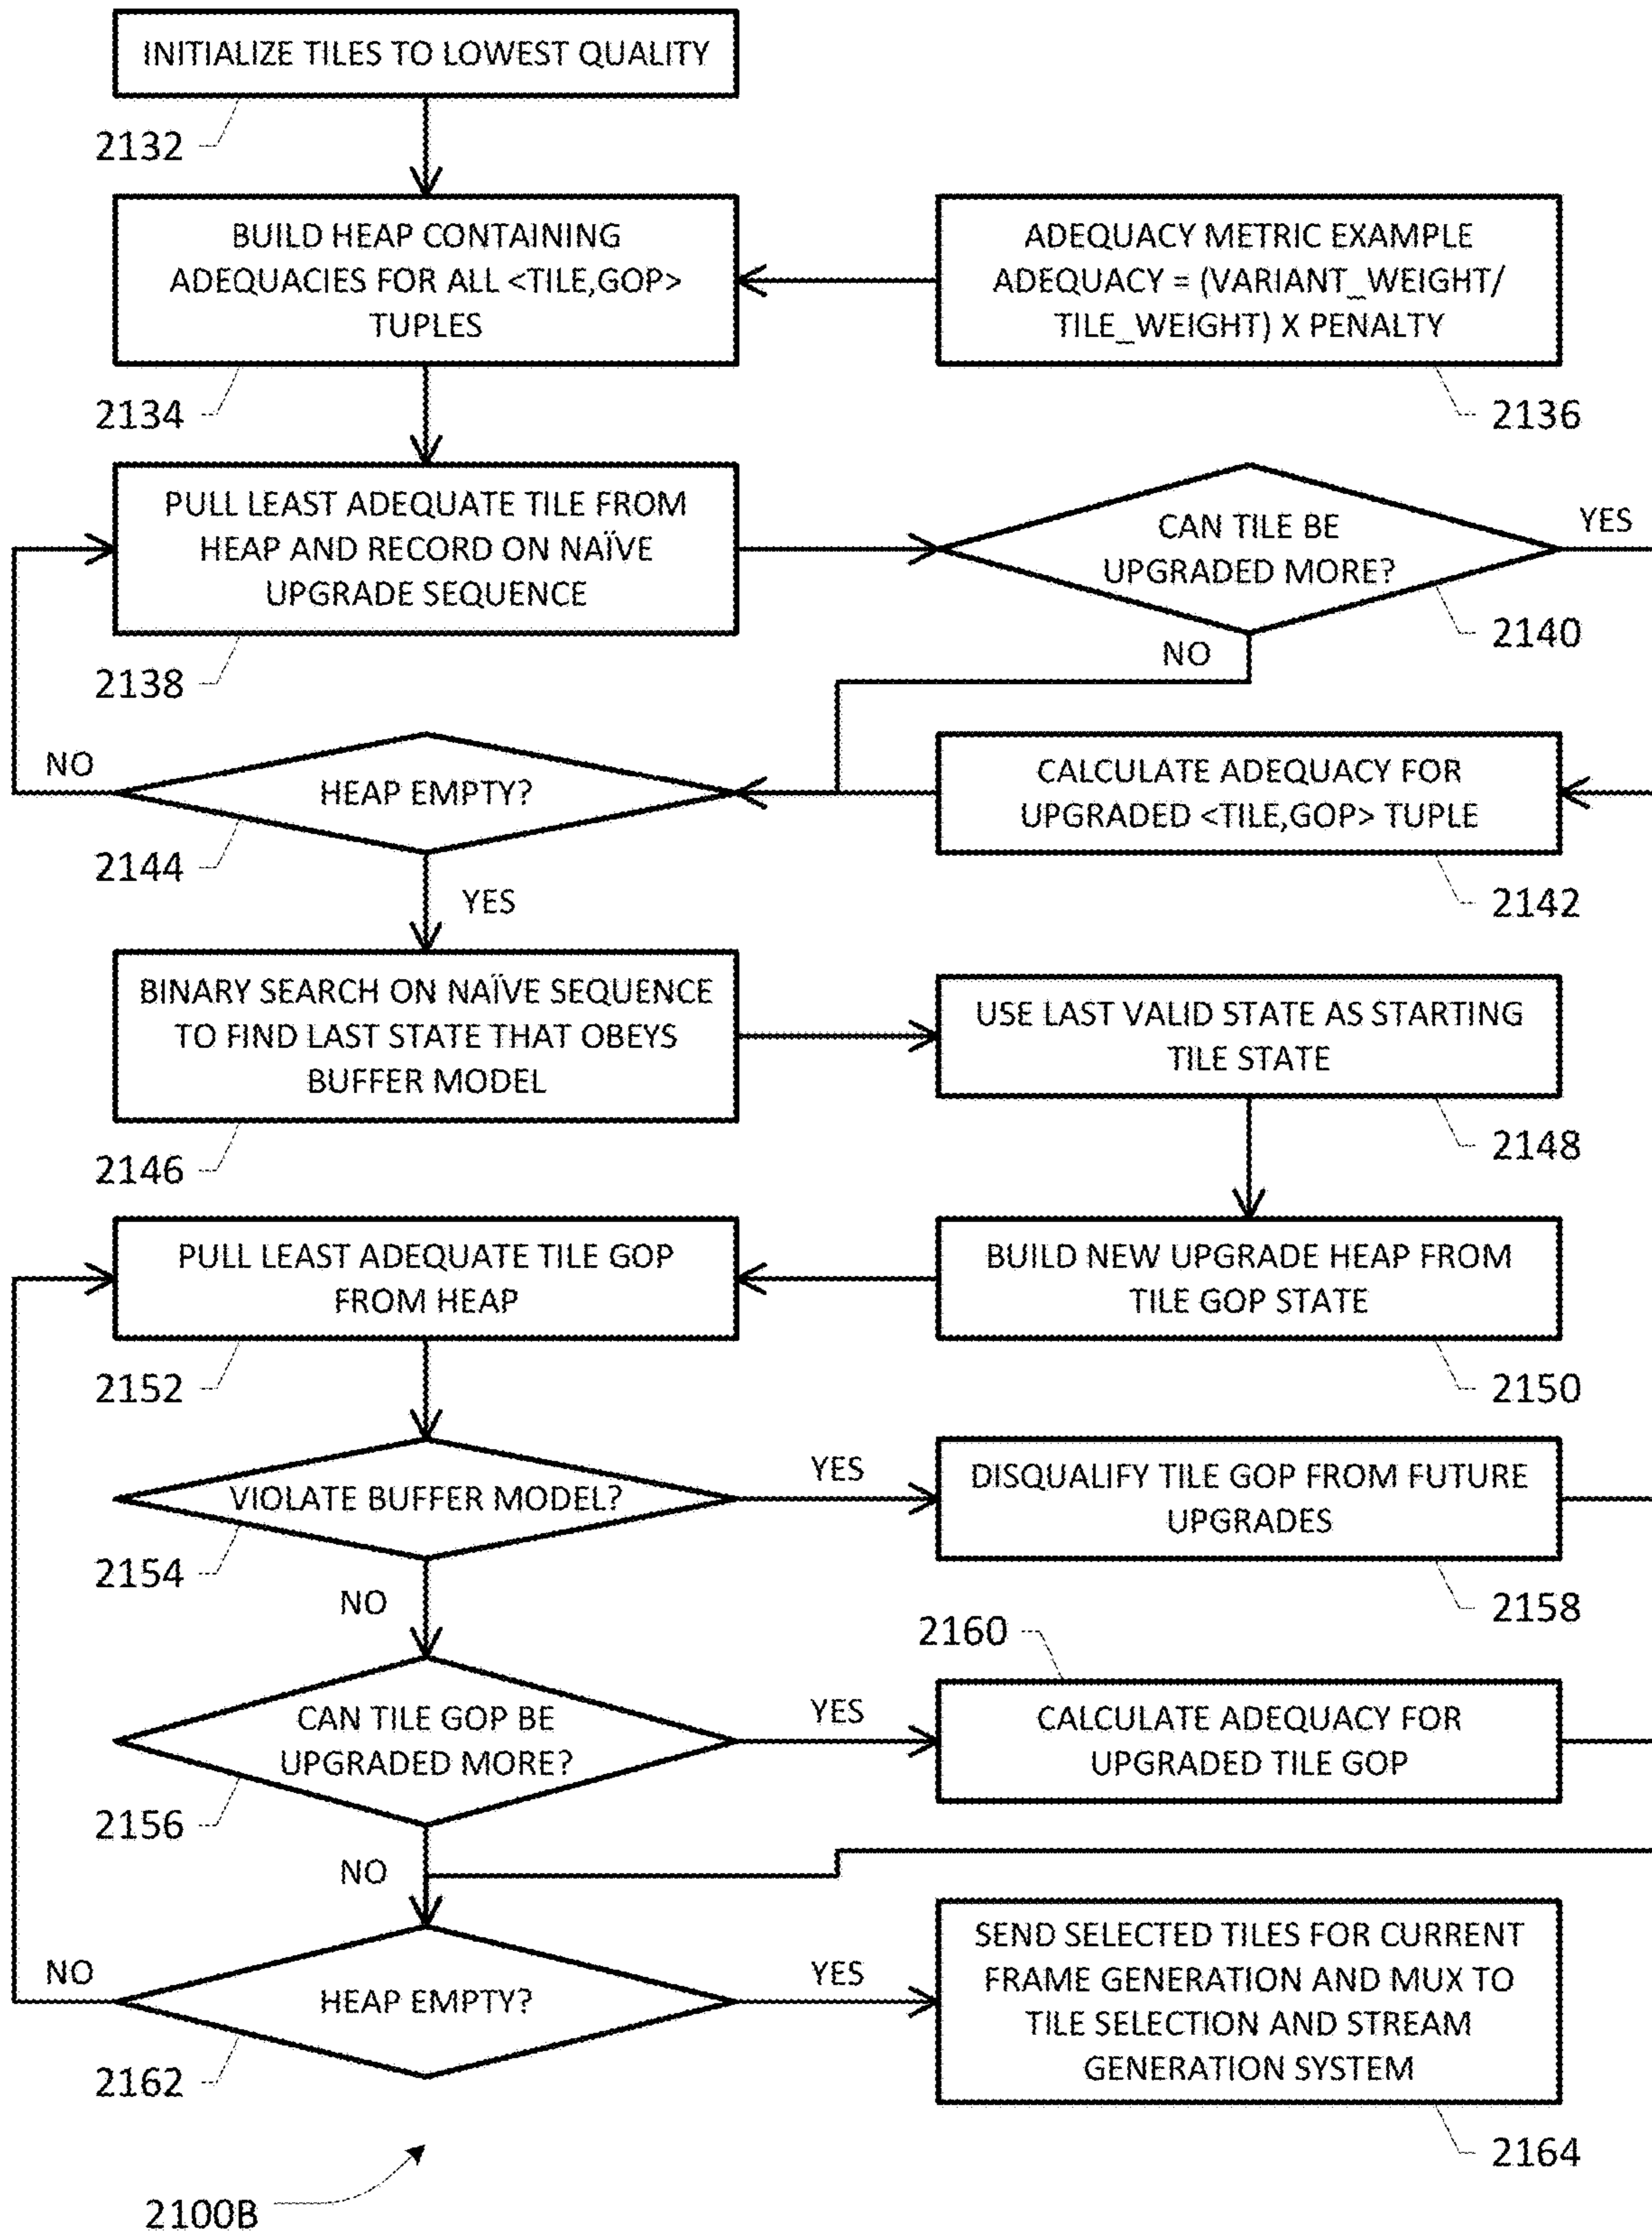 INITIALIZE TILES TO LOWEST QUALITY
2132
BUILD HEAP CONTAINING
ADEQUACIES FOR ALL <TILE,GOP>
TUPLES
2134
ADEQUACY METRIC EXAMPLE
ADEQUACY = (VARIANT_WEIGHT/
TILE_WEIGHT) X PENALTY
2136
PULL LEAST ADEQUATE TILE FROM
HEAP AND RECORD ON NAÏVE
UPGRADE SEQUENCE
2138
CAN TILE BE
UPGRADED MORE?
YES
2140
NO
NO
HEAP EMPTY?
2144
YES
CALCULATE ADEQUACY FOR
UPGRADED <TILE,GOP> TUPLE
2142
BINARY SEARCH ON NAÏVE SEQUENCE
TO FIND LAST STATE THAT OBEYS
BUFFER MODEL
2146
USE LAST VALID STATE AS STARTING
TILE STATE
2148
PULL LEAST ADEQUATE TILE GOP
FROM HEAP
2152
BUILD NEW UPGRADE HEAP FROM
TILE GOP STATE
2150
VIOLATE BUFFER MODEL?
YES
2154
NO
DISQUALIFY TILE GOP FROM FUTURE
UPGRADES
2158
2160
CAN TILE GOP BE
UPGRADED MORE?
YES
2156
NO
CALCULATE ADEQUACY FOR
UPGRADED TILE GOP
NO
HEAP EMPTY?
YES
2162
SEND SELECTED TILES FOR CURRENT
FRAME GENERATION AND MUX TO
TILE SELECTION AND STREAM
GENERATION SYSTEM
2164
2100B